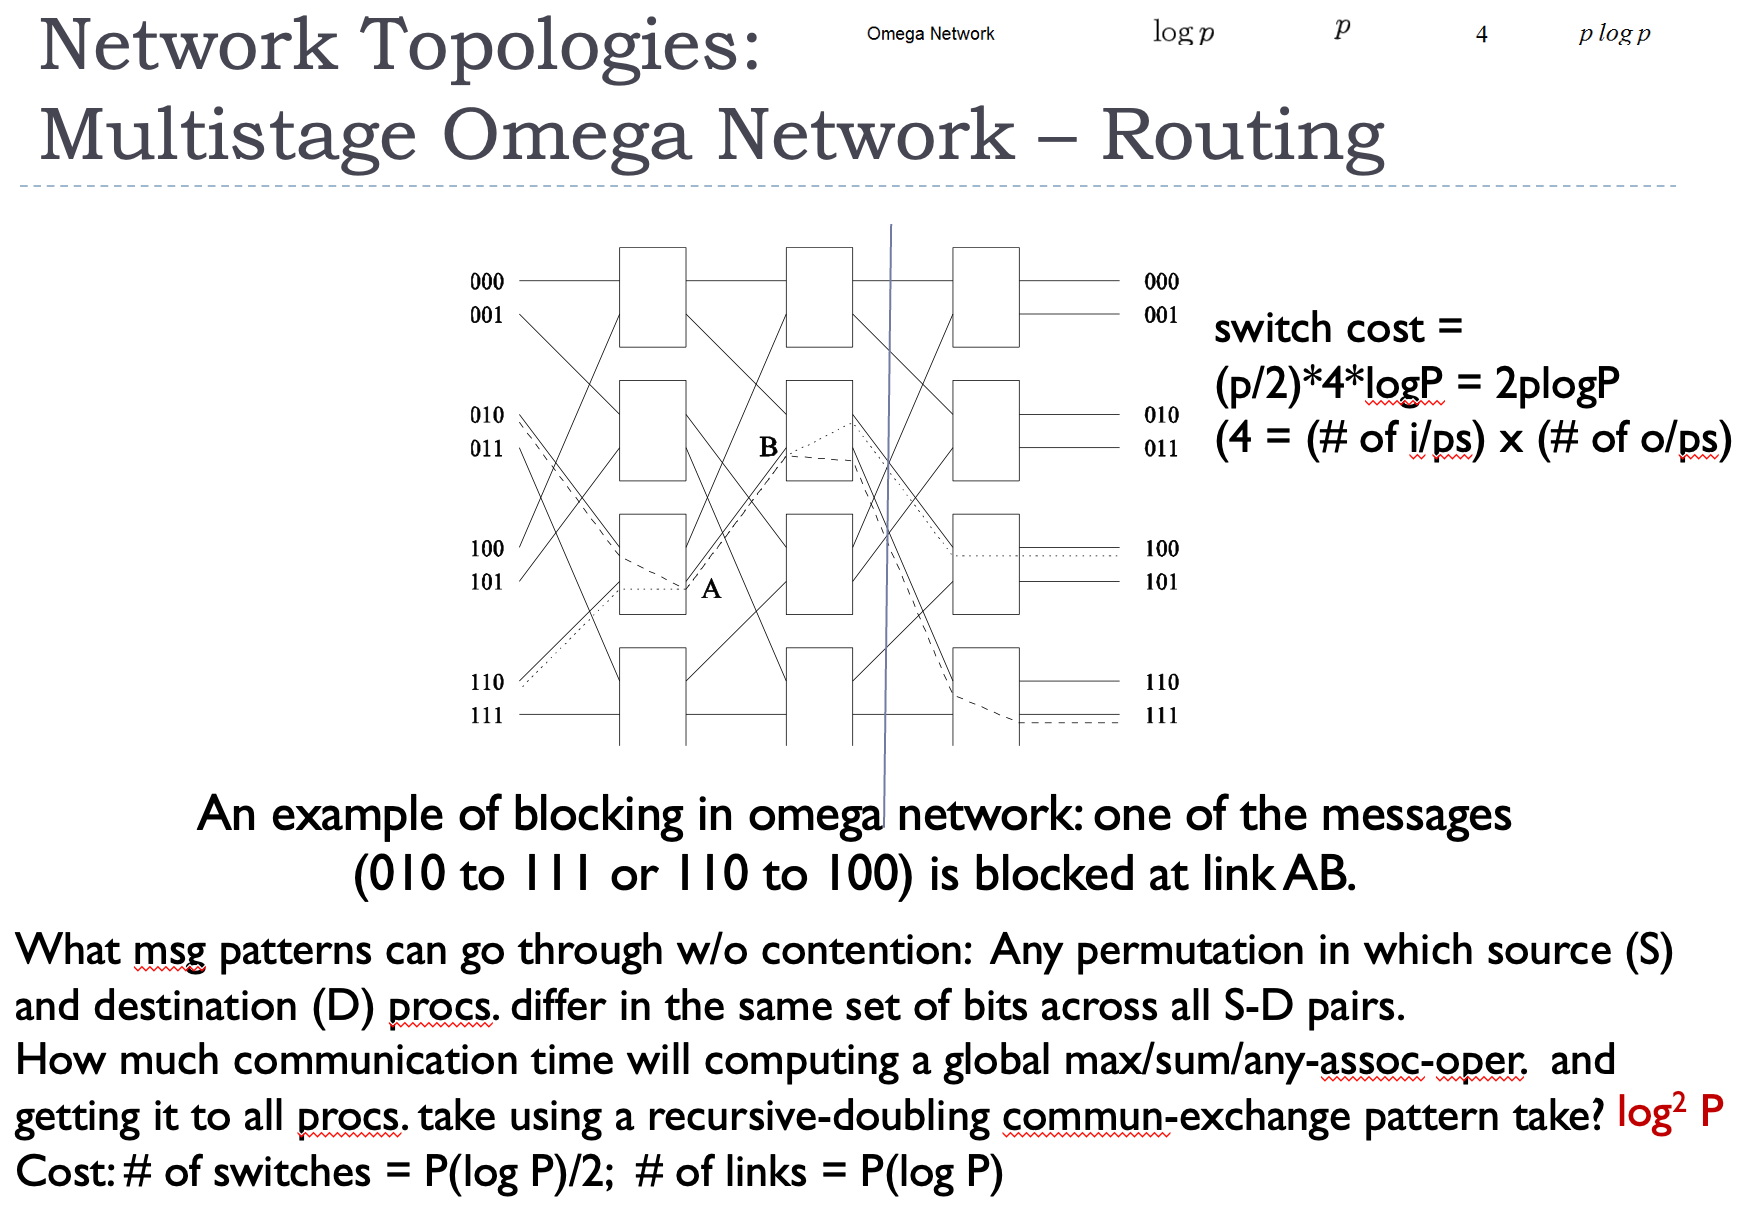 Network Topologies:
Omega Network log p p 4 p log p
Multistage Omega Network – Routing
000 000
001 001
switch cost =
(p/2)*4*logP = 2plogP
010 010
(4 = (# of i/ps) x (# of o/ps)
B
011 011
100 100
101 101
A
110 110
111 111
An example of blocking in omega network: one of the messages
(010 to 111 or 110 to 100) is blocked at link AB.
What msg patterns can go through w/o contention: Any permutation in which source (S)
and destination (D) procs. differ in the same set of bits across all S-D pairs.
How much communication time will computing a global max/sum/any-assoc-oper. and
getting it to all procs. take using a recursive-doubling commun-exchange pattern take? log² P
Cost: # of switches = P(log P)/2; # of links = P(log P)